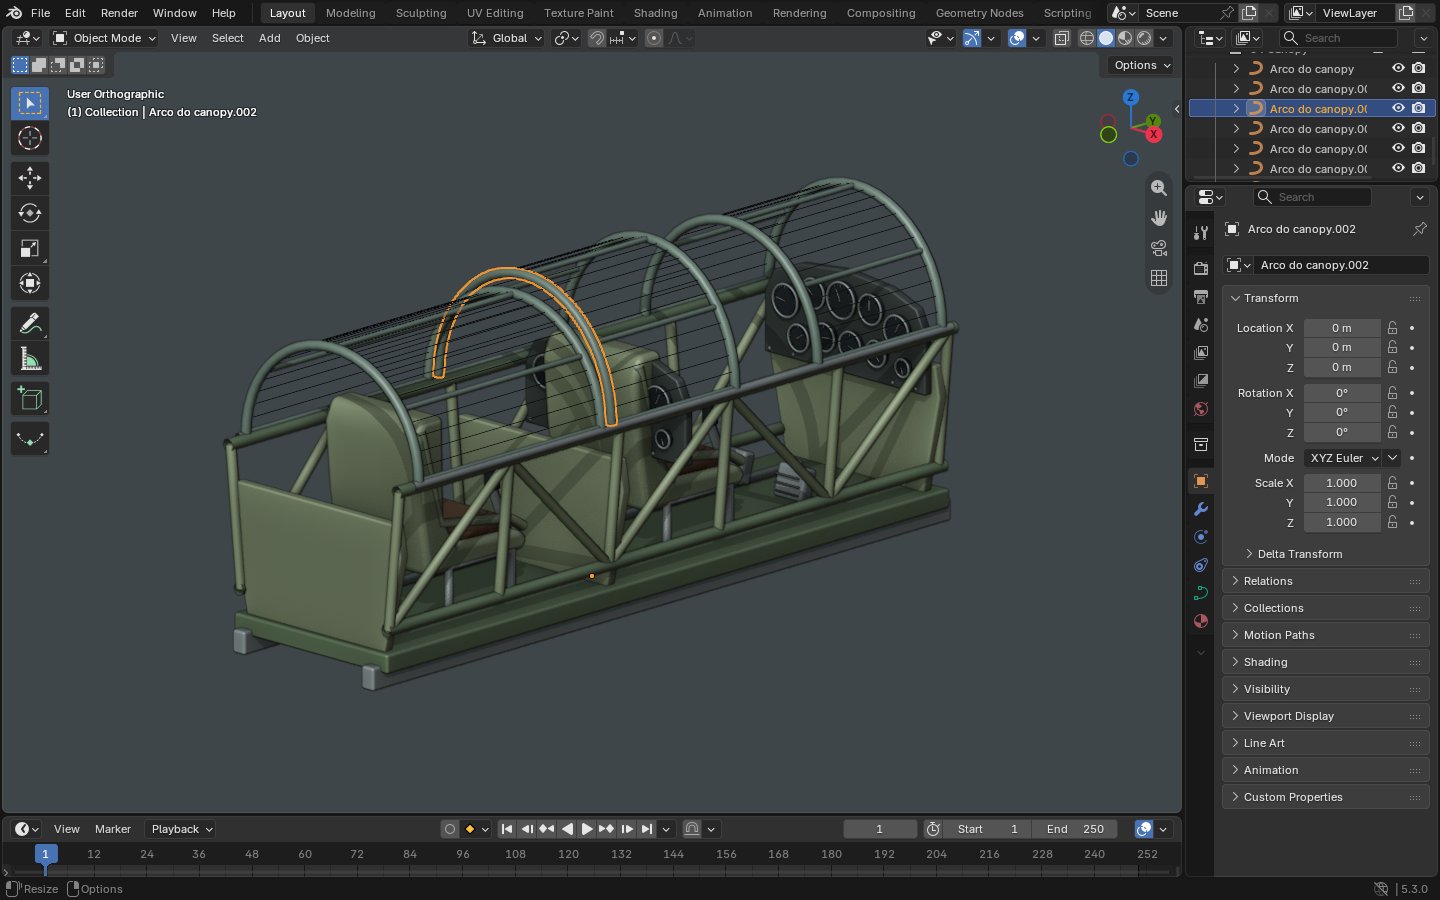 File Edit Render Window Help Layout Modeling Sculpting UV Editing Texture Paint Shading Animation Rendering Compositing Geometry Nodes Scripting Scene ViewLayer
Object Mode View Select Add Object Global Search
Options
User Orthographic
(1) Collection | Arco do canopy.002
Z
Y
X
Arco do canopy
Arco do canopy.00
Arco do canopy.00
Arco do canopy.00
Arco do canopy.00
Arco do canopy.00
Search
Arco do canopy.002
Arco do canopy.002
Transform
Location X 0 m
Y 0 m
Z 0 m
Rotation X 0°
Y 0°
Z 0°
Mode XYZ Euler
Scale X 1.000
Y 1.000
Z 1.000
Delta Transform
Relations
Collections
Motion Paths
Shading
Visibility
Viewport Display
Line Art
Animation
Custom Properties
View Marker Playback 1 Start 1 End 250
1 12 24 36 48 60 72 84 96 108 120 132 144 156 168 180 192 204 216 228 240 252
Resize Options 5.3.0